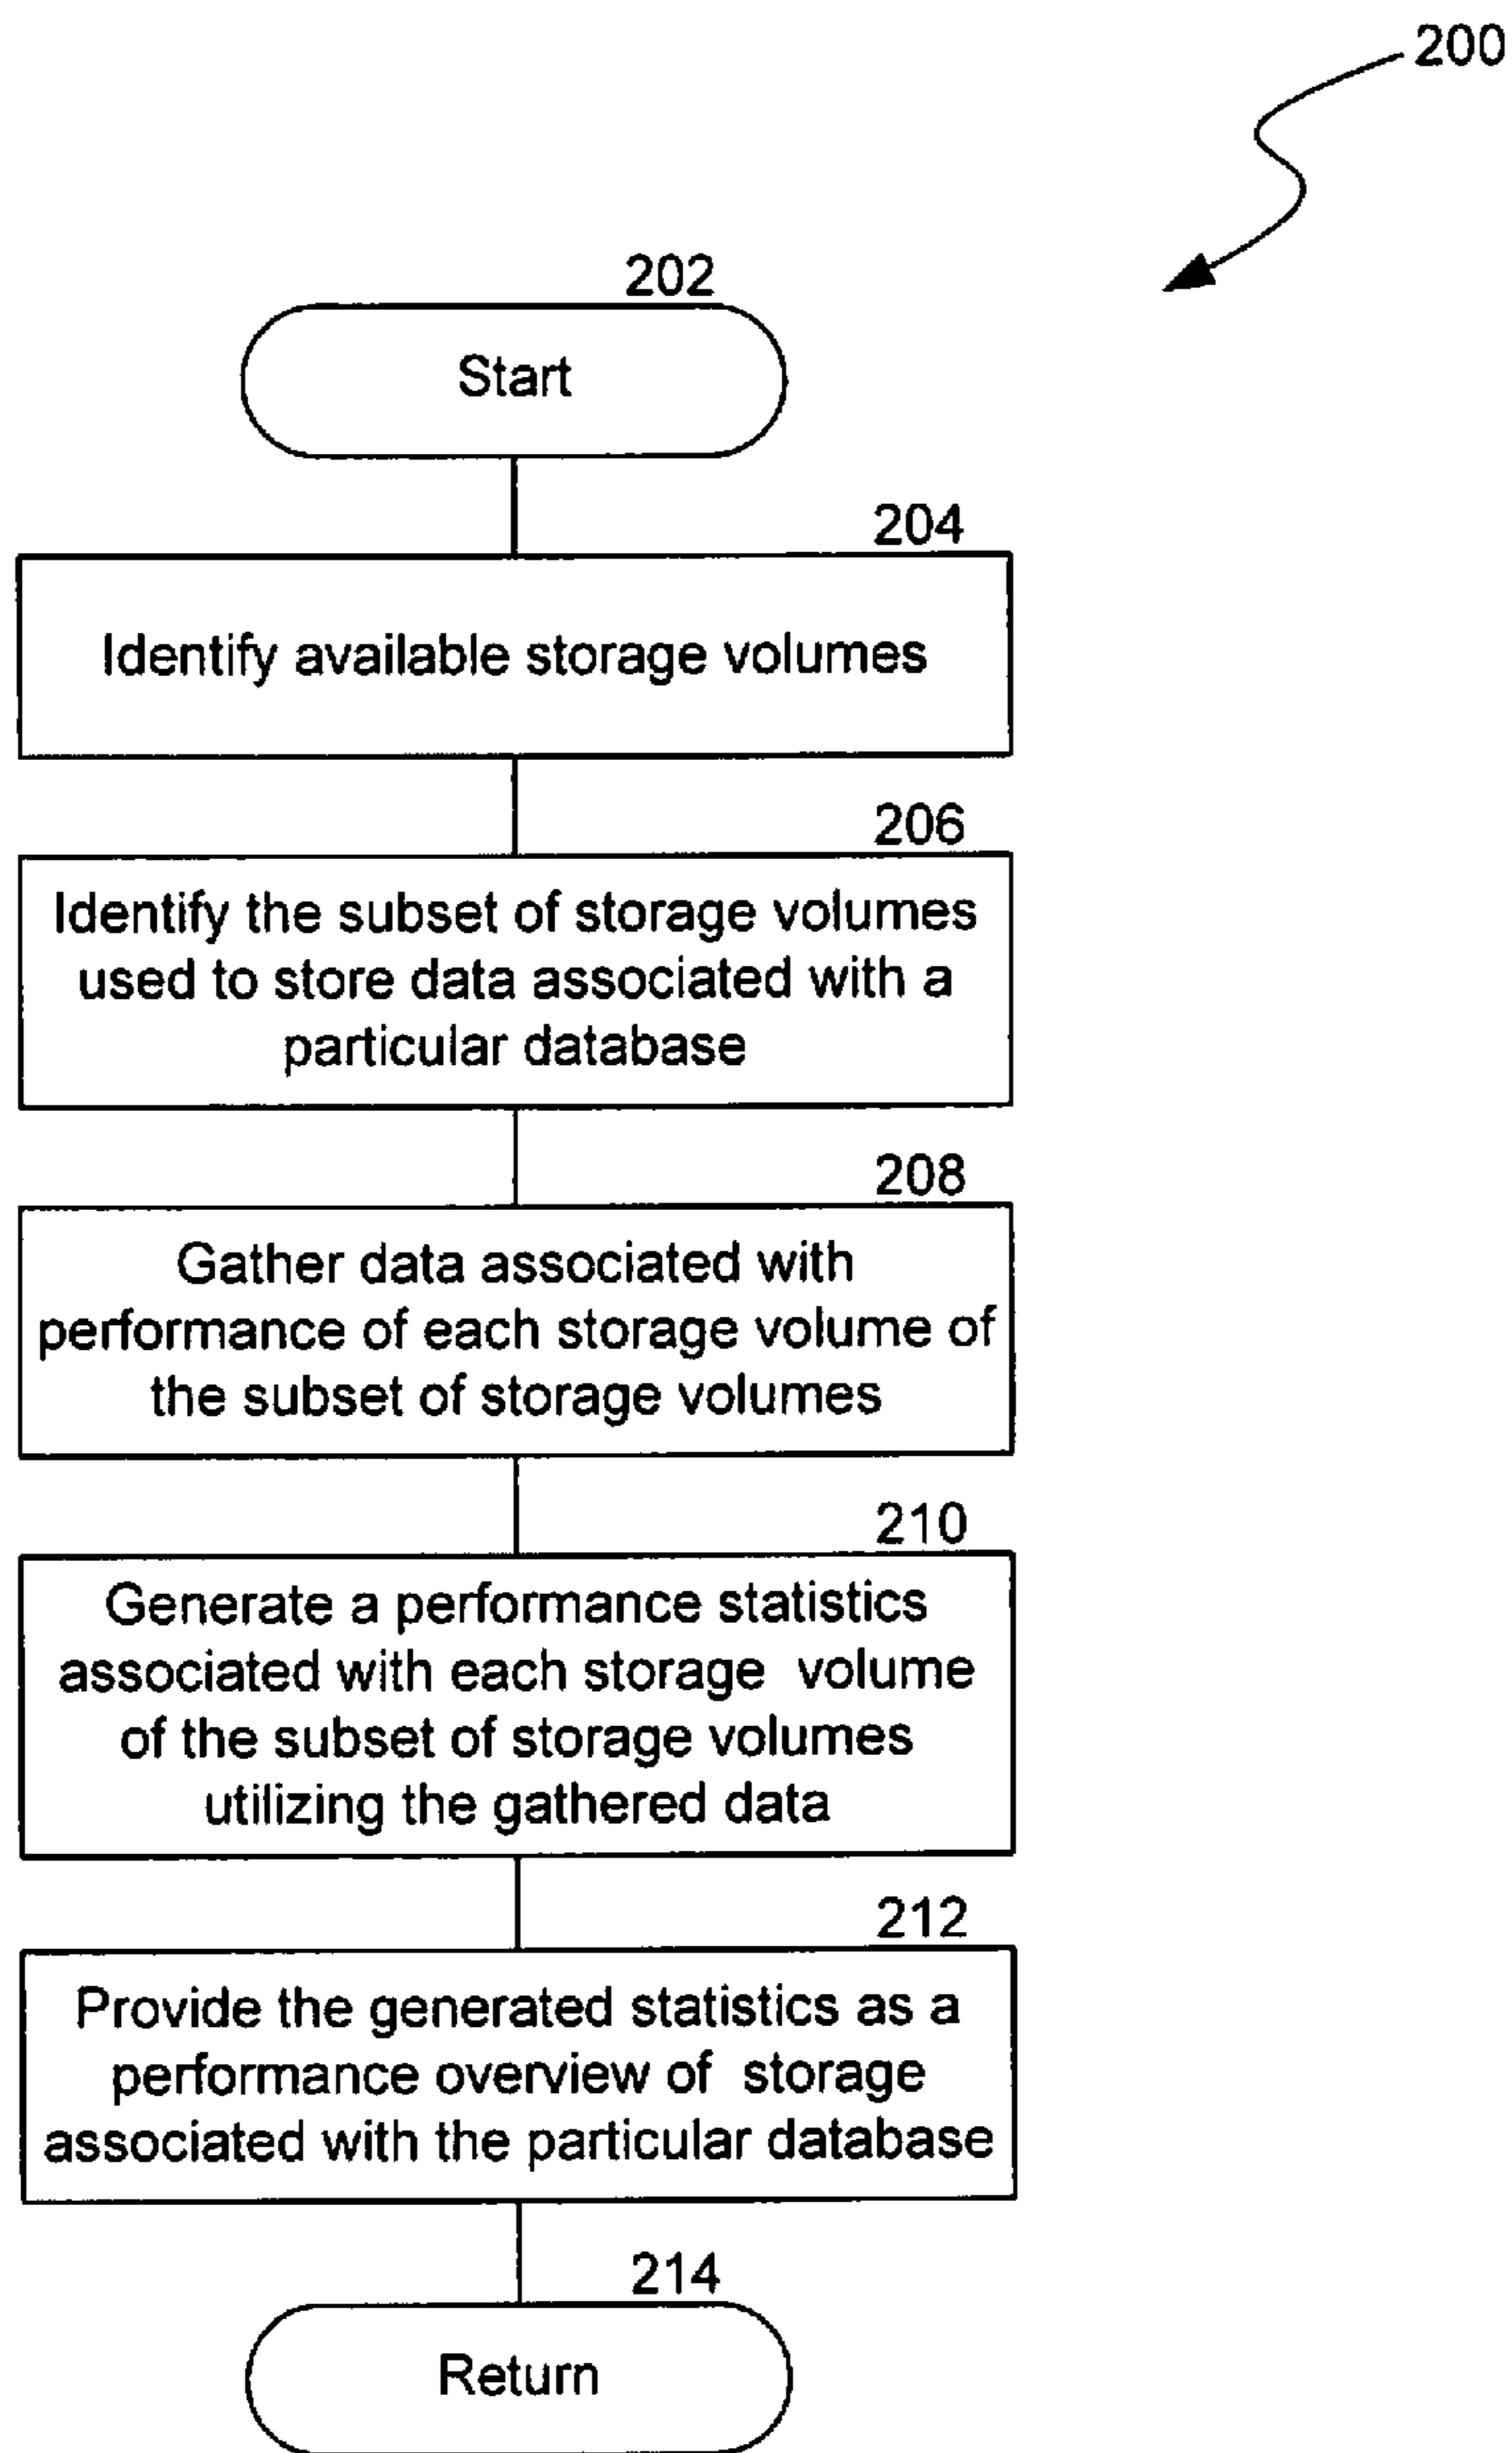 200
202
Start
204
Identify available storage volumes
206
Identify the subset of storage volumes
used to store data associated with a
particular database
208
Gather data associated with
performance of each storage volume of
the subset of storage volumes
210
Generate a performance statistics
associated with each storage volume
of the subset of storage volumes
utilizing the gathered data
212
Provide the generated statistics as a
performance overview of storage
associated with the particular database
214
Return